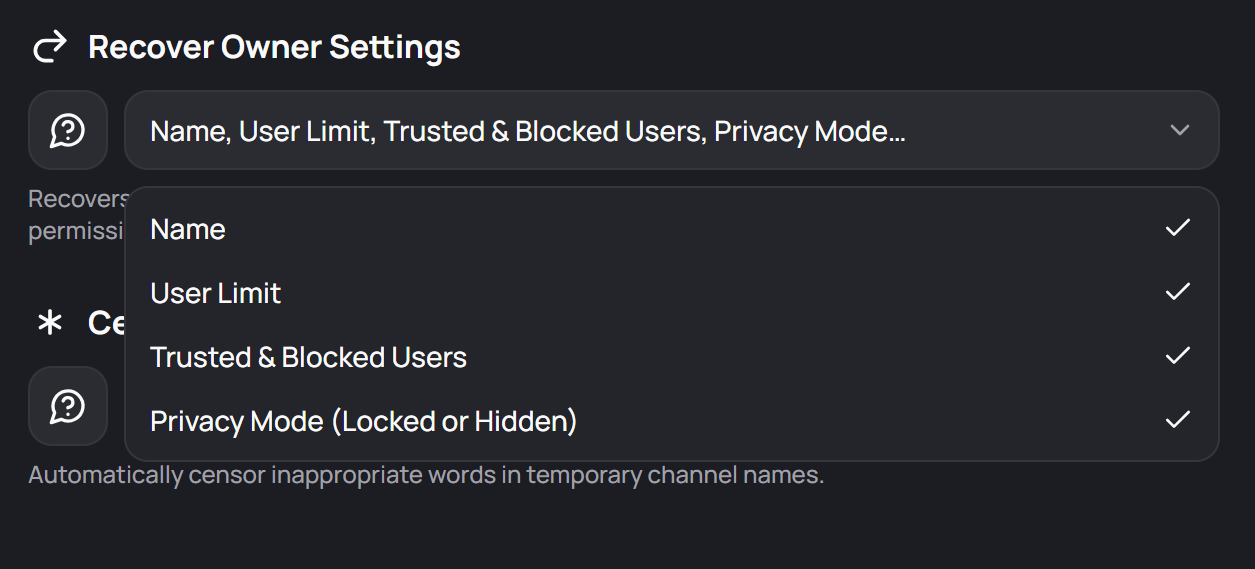 Recover Owner Settings
Name, User Limit, Trusted & Blocked Users, Privacy Mode...
Recovers
permissi
Name
User Limit
Ce
Trusted & Blocked Users
Privacy Mode (Locked or Hidden)
Automatically censor inappropriate words in temporary channel names.